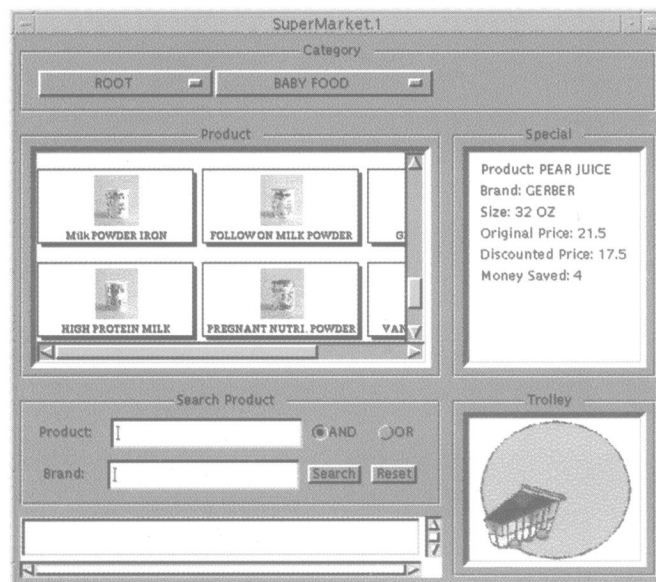 SuperMarket.1
Category
ROOT
BABY FOOD
Product
Milk POWDER IRON
FOLLOW ON MILK POWDER
HIGH PROTEIN MILK
PREGNANT NUTRI. POWDER
VAN
Special
Product: PEAR JUICE
Brand: GERBER
Size: 32 OZ
Original Price: 21.5
Discounted Price: 17.5
Money Saved: 4
Search Product
Product:
AND
OR
Brand:
Search
Reset
Trolley